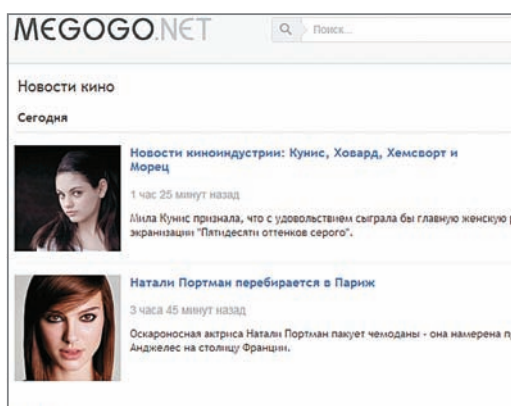 MEGOGO.NET
Поиск...
Новости кино
Сегодня
Новости киноиндустрии: Кунис, Ховард, Хемсворт и
Морец
1 час 25 минут назад
Мила Кунис признала, что с удовольствием сыграла бы главную женскую
экранизации "Пятидесяти оттенков серого".
Натали Портман перебирается в Париж
3 часа 45 минут назад
Оскароносная актриса Натали Портман пакует чемоданы - она намерена
Анджелес на столицу Франции.